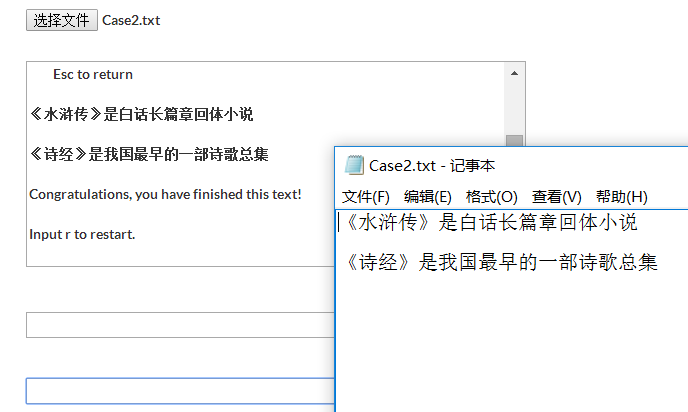 选择文件 Case2.txt
Esc to return
《水浒传》是白话长篇章回体小说
《诗经》是我国最早的一部诗歌总集
Congratulations, you have finished this text!
Input r to restart.
Case2.txt - 记事本
文件(F) 编辑(E) 格式(O) 查看(V) 帮助(H)
《水浒传》是白话长篇章回体小说
《诗经》是我国最早的一部诗歌总集